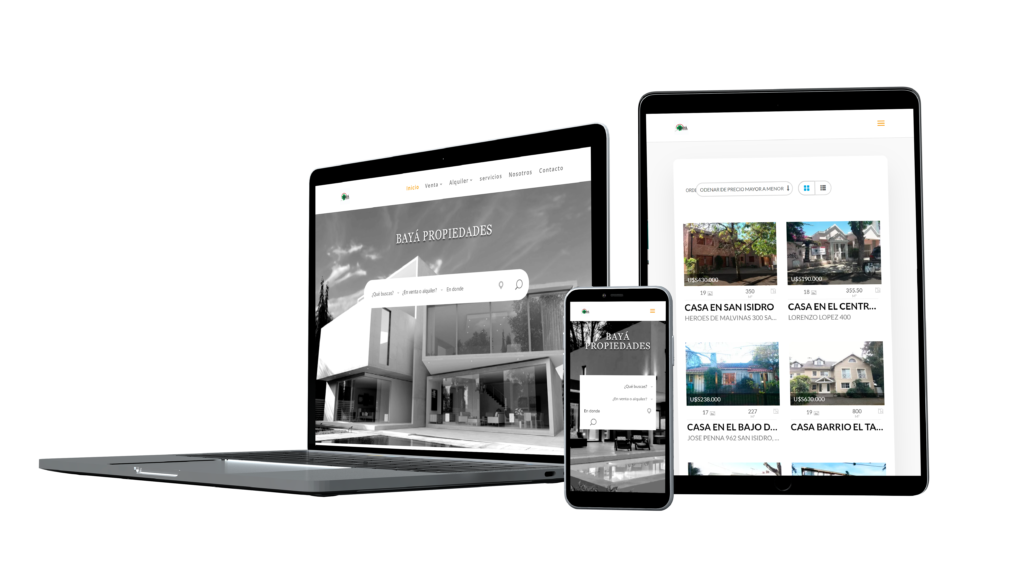 Inicio Venta Alquiler servicios Nosotros Contacto
BAYÁ PROPIEDADES
¿Qué buscas? ¿En venta o alquiler? En donde
BAYÁ
PROPIEDADES
¿Qué buscas?
¿En venta o alquiler?
En donde
ODENAR DE PRECIO MAYOR A MENOR
U$S430.000
U$S190.000
19 350
18 355.50
CASA EN SAN ISIDRO
CASA EN EL CENTR...
HEROES DE MALVINAS 300 SA...
LORENZO LOPEZ 400
U$S238.000
U$S630.000
17 227
19 800
CASA EN EL BAJO D...
CASA BARRIO EL TA...
JOSE PENNA 962 SAN ISIDRO, ...